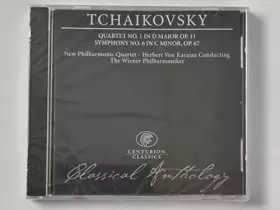 TCHAIKOVSKY
QUARTET NO. 1 IN D MAJOR OP. 11
SYMPHONY NO. 6 IN C MINOR, OP. 67
New Philharmonic Quartet · Herbert Von Karajan Conducting
The Wiener Philharmoniker
CENTURION
CLASSICS
Classical Anthology